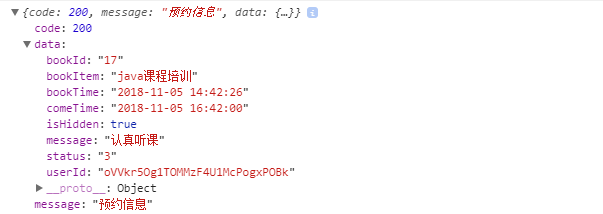 {code: 200, message: "预约信息", data: {…}} i
code: 200
data:
bookId: "17"
bookItem: "java课程培训"
bookTime: "2018-11-05 14:42:26"
comeTime: "2018-11-05 16:42:00"
isHidden: true
message: "认真听课"
status: "3"
userId: "oVVkr5Og1TOMMzF4U1McPogxPOBk"
__proto__: Object
message: "预约信息"